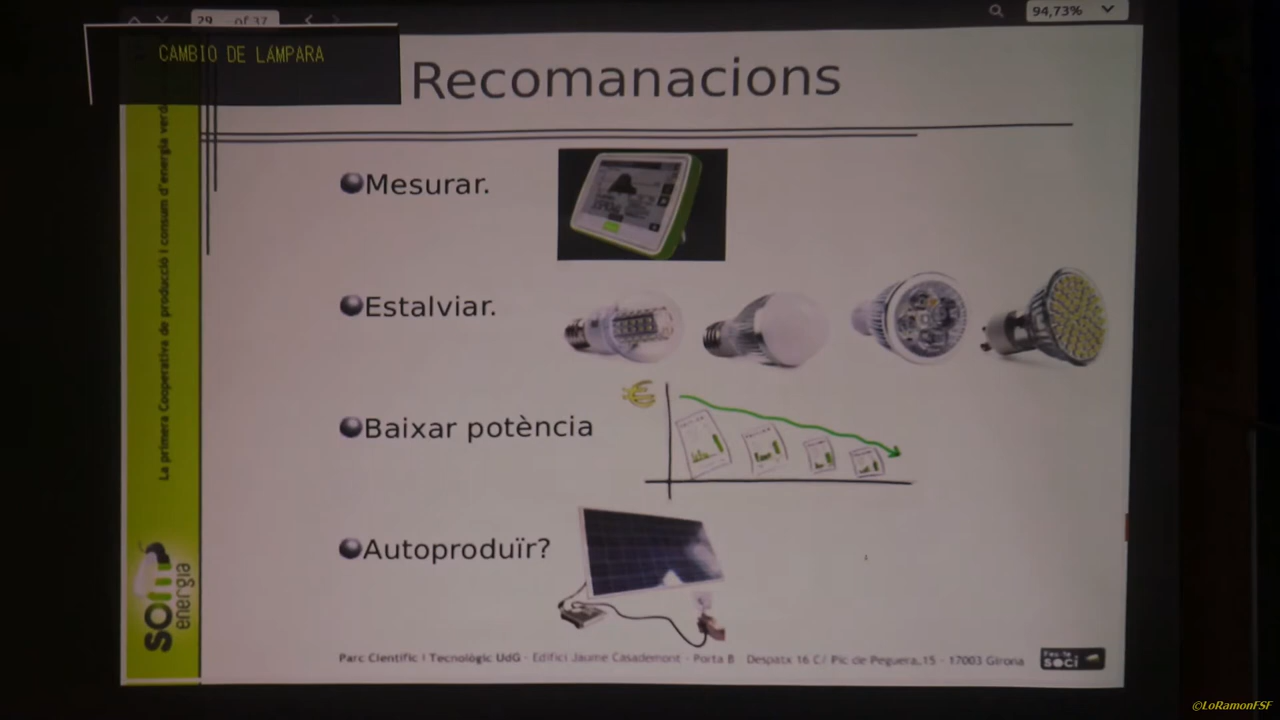 29 of 37
94,73%
CAMBIO DE LÁMPARA
Recomanacions
Mesurar.
Estalviar.
€
Baixar potència
Autoproduïr?
La primera Cooperativa de producció i consum d'energia verda
som
energia
Parc Científic i Tecnològic UdG - Edifici Jaume Casademont - Porta B Despatx 16 C/ Pic de Peguera,15 - 17003 Girona
Fes-te
soci
©LoRamonFSF